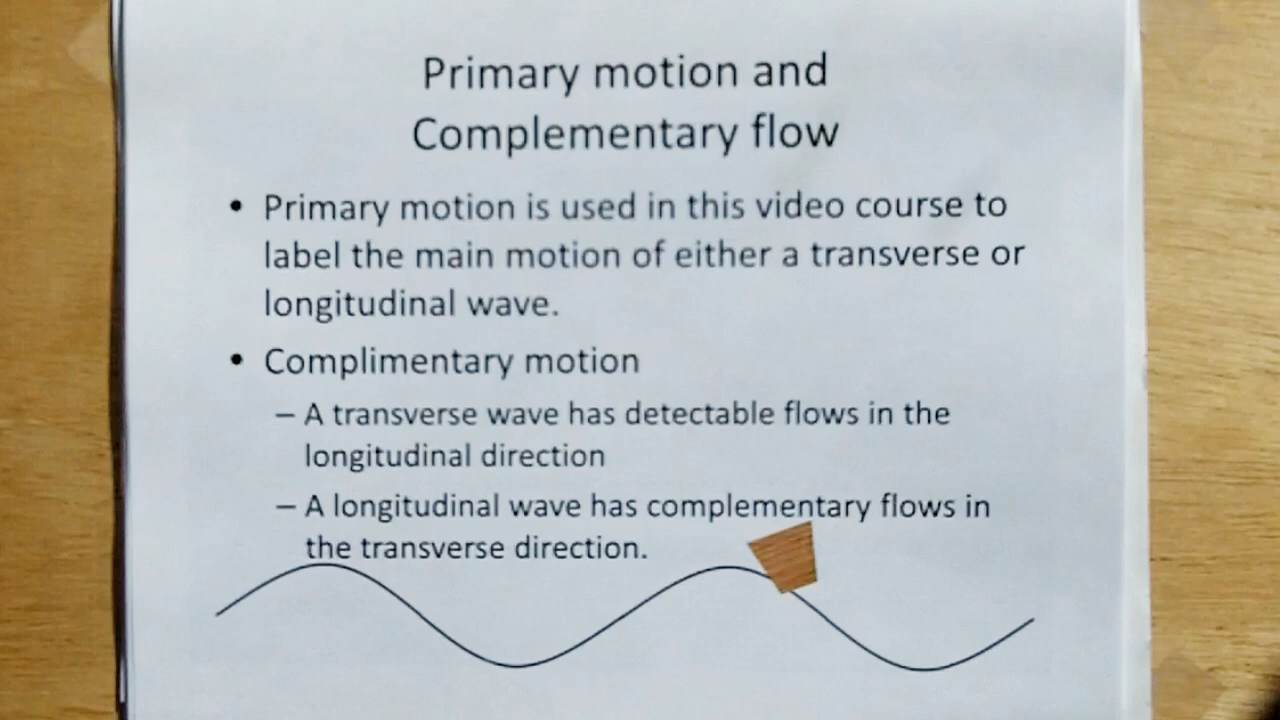 Primary motion and
Complementary flow
• Primary motion is used in this video course to
label the main motion of either a transverse or
longitudinal wave.
• Complimentary motion
– A transverse wave has detectable flows in the
longitudinal direction
– A longitudinal wave has complementary flows in
the transverse direction.